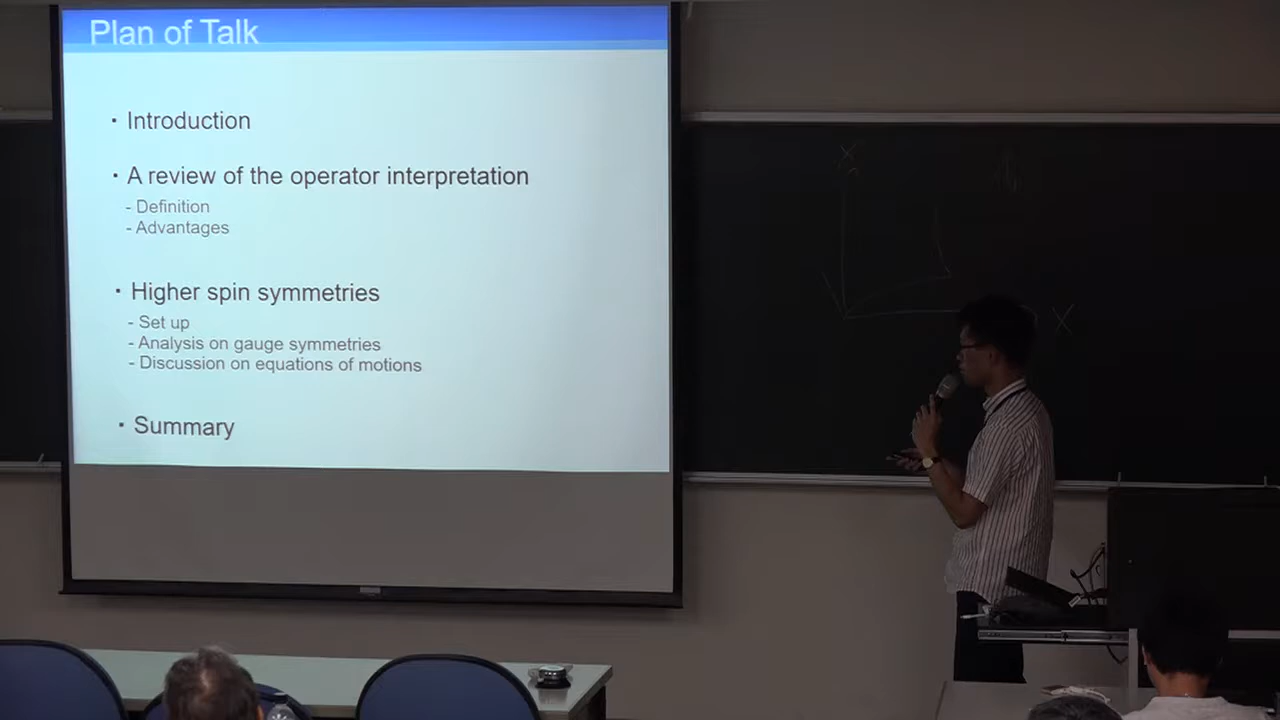 Plan of Talk
・Introduction
・A review of the operator interpretation
- Definition
- Advantages
・Higher spin symmetries
- Set up
- Analysis on gauge symmetries
- Discussion on equations of motions
・Summary
X
X